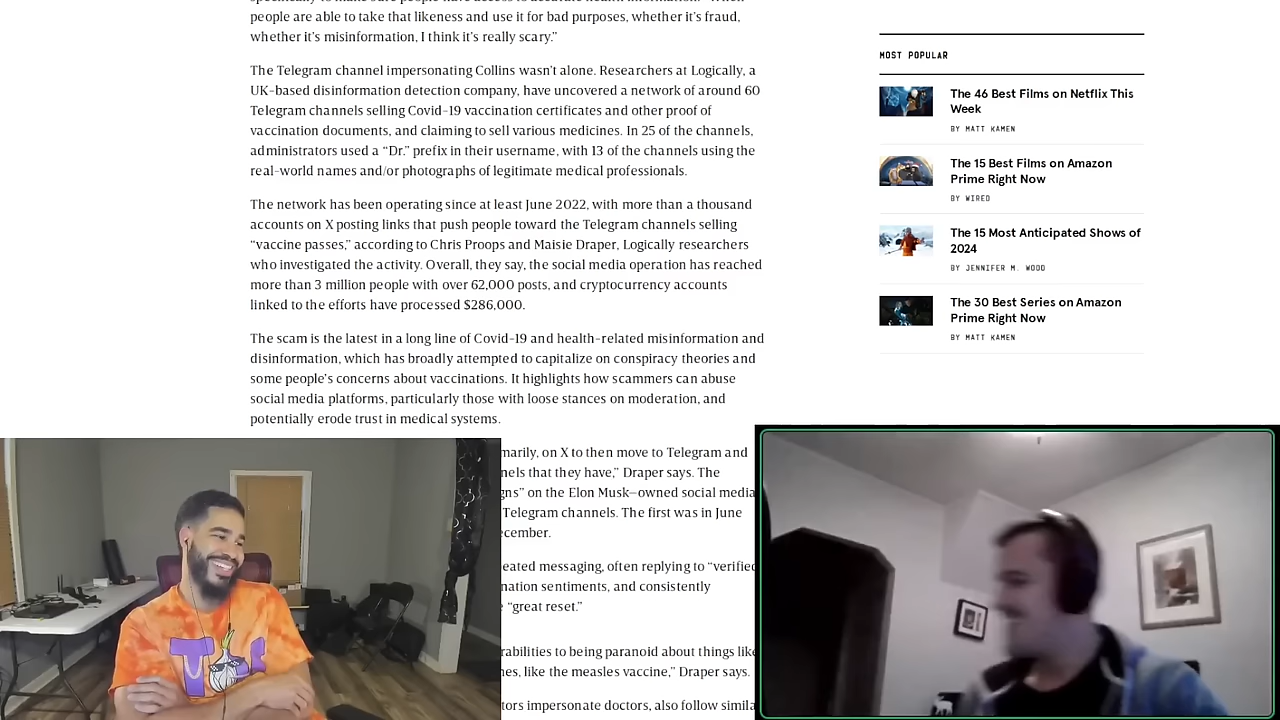 specifically to make sure people have access to accurate health information. “When
people are able to take that likeness and use it for bad purposes, whether it’s fraud,
whether it’s misinformation, I think it’s really scary.”
The Telegram channel impersonating Collins wasn’t alone. Researchers at Logically, a
UK-based disinformation detection company, have uncovered a network of around 60
Telegram channels selling Covid-19 vaccination certificates and other proof of
vaccination documents, and claiming to sell various medicines. In 25 of the channels,
administrators used a “Dr.” prefix in their username, with 13 of the channels using the
real-world names and/or photographs of legitimate medical professionals.
The network has been operating since at least June 2022, with more than a thousand
accounts on X posting links that push people toward the Telegram channels selling
“vaccine passes,” according to Chris Proops and Maisie Draper, Logically researchers
who investigated the activity. Overall, they say, the social media operation has reached
more than 3 million people with over 62,000 posts, and cryptocurrency accounts
linked to the efforts have processed $286,000.
The scam is the latest in a long line of Covid-19 and health-related misinformation and
disinformation, which has broadly attempted to capitalize on conspiracy theories and
some people’s concerns about vaccinations. It highlights how scammers can abuse
social media platforms, particularly those with loose stances on moderation, and
potentially erode trust in medical systems.
marily, on X to then move to Telegram and
nels that they have,” Draper says. The
gns” on the Elon Musk–owned social media
Telegram channels. The first was in June
ecember.
eated messaging, often replying to “verified
nation sentiments, and consistently
“great reset.”
rabilities to being paranoid about things like
nes, like the measles vaccine,” Draper says.
tors impersonate doctors, also follow simila
MOST POPULAR
The 46 Best Films on Netflix This
Week
BY MATT KAMEN
The 15 Best Films on Amazon
Prime Right Now
BY WIRED
The 15 Most Anticipated Shows of
2024
BY JENNIFER M. WOOD
The 30 Best Series on Amazon
Prime Right Now
BY MATT KAMEN